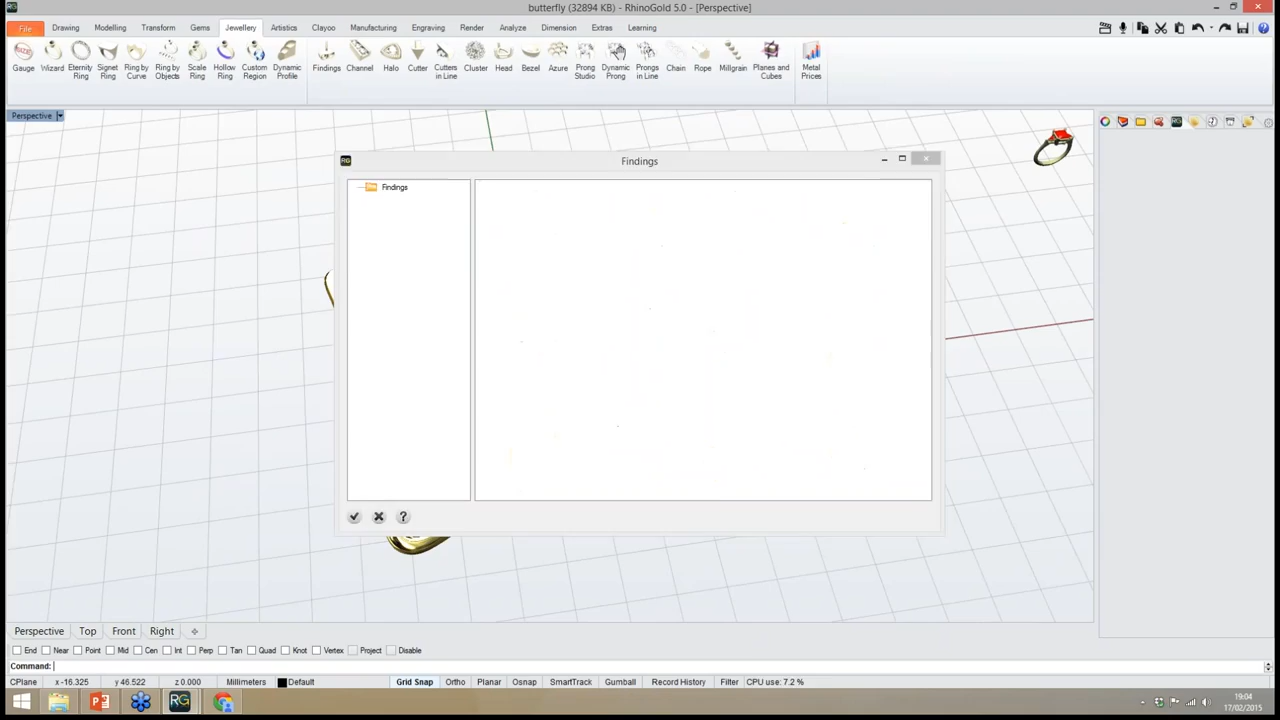 butterfly (32894 KB) - RhinoGold 5.0 - [Perspective]
File Drawing Modelling Transform Gems Jewellery Artistics Clayoo Manufacturing Engraving Render Analyze Dimension Extras Learning
SIZE
Gauge Wizard Eternity Ring Signet Ring Ring by Curve Ring by Objects Scale Ring Hollow Ring Custom Region Dynamic Profile Findings Channel Halo Cutter Cutters in Line Cluster Head Bezel Azure Prong Studio Dynamic Prong Prongs in Line Chain Rope Millgrain Planes and Cubes Metal Prices
Perspective
RG Findings
Findings
?
Perspective Top Front Right
End Near Point Mid Cen Int Perp Tan Quad Knot Vertex Project Disable
Command:
CPlane x-16.325 y 46.522 z 0.000 Millimeters Default Grid Snap Ortho Planar Osnap SmartTrack Gumball Record History Filter CPU use: 7.2 %
RG
19:04
17/02/2015